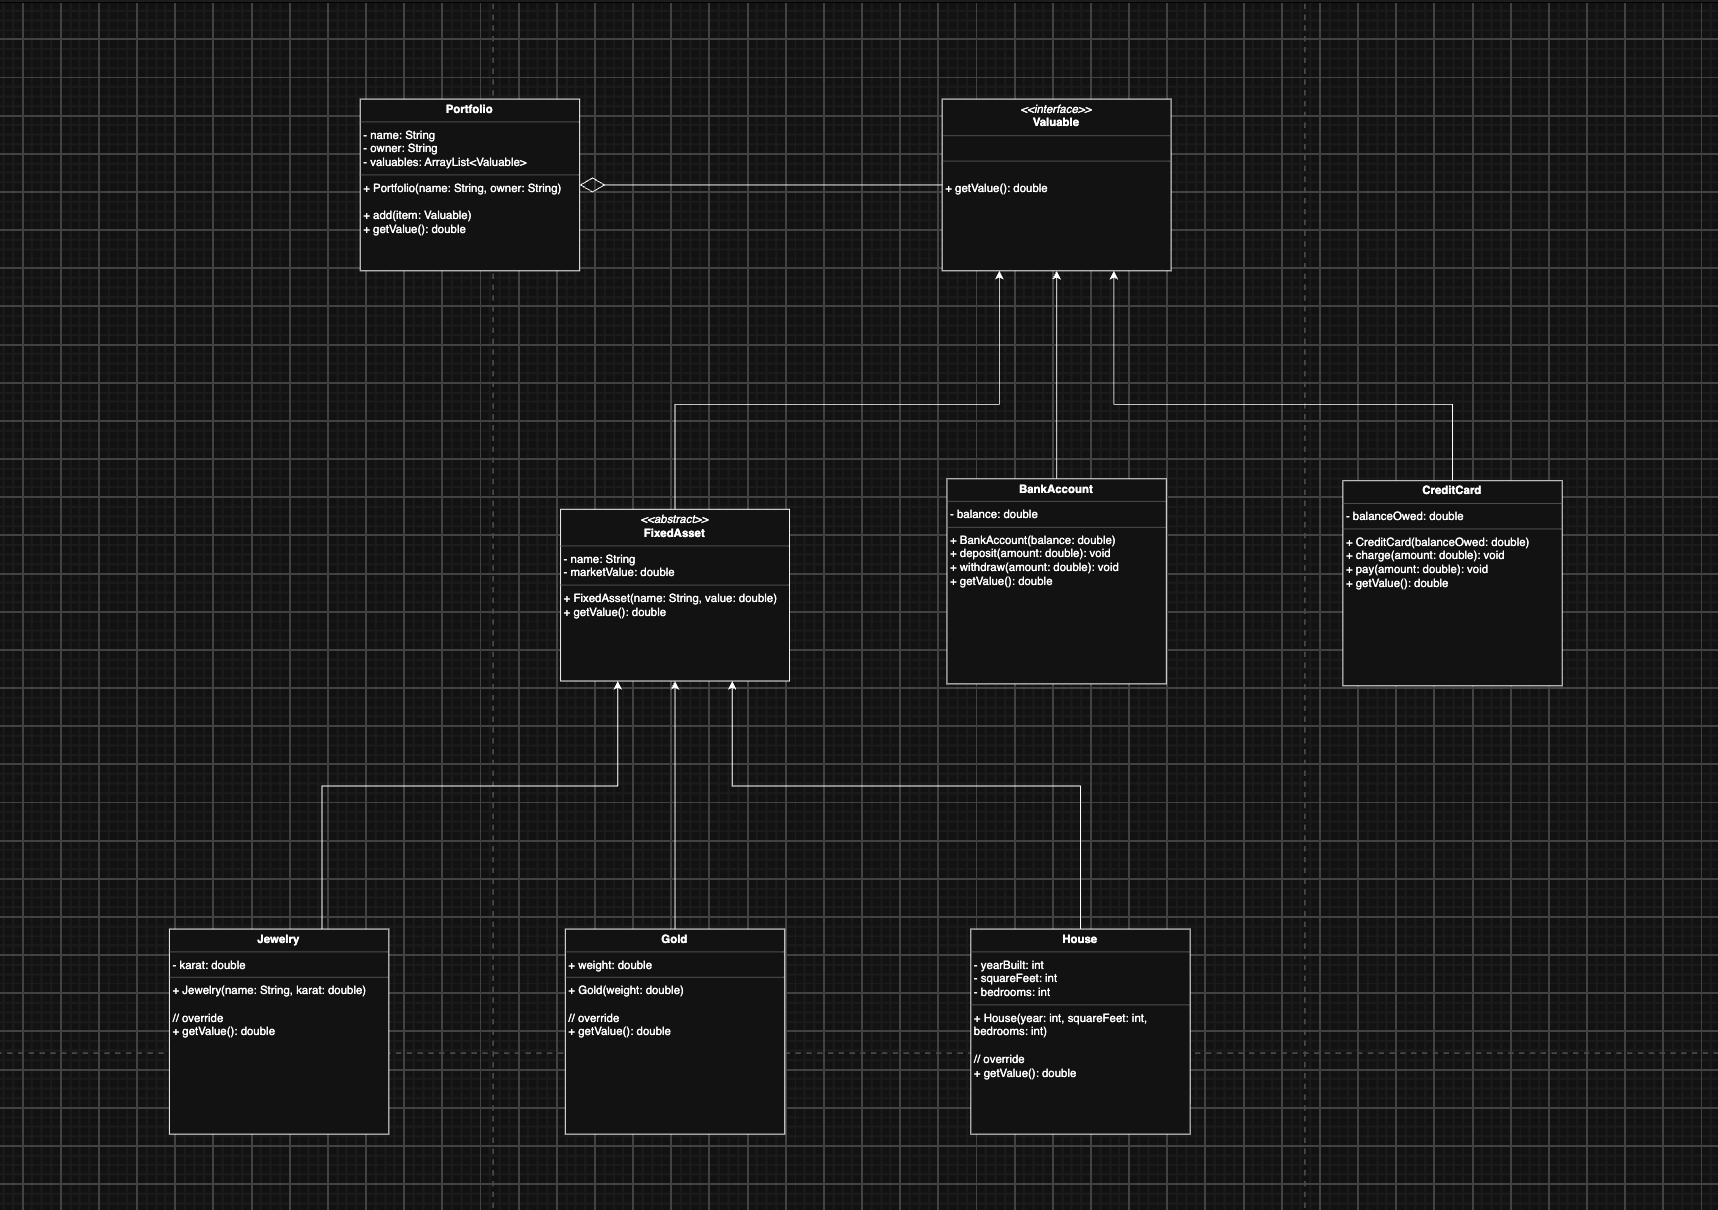 Portfolio
- name: String
- owner: String
- valuables: ArrayList<Valuable>
+ Portfolio(name: String, owner: String)
+ add(item: Valuable)
+ getValue(): double
<<interface>>
Valuable
+ getValue(): double
<<abstract>>
FixedAsset
- name: String
- marketValue: double
+ FixedAsset(name: String, value: double)
+ getValue(): double
BankAccount
- balance: double
+ BankAccount(balance: double)
+ deposit(amount: double): void
+ withdraw(amount: double): void
+ getValue(): double
CreditCard
- balanceOwed: double
+ CreditCard(balanceOwed: double)
+ charge(amount: double): void
+ pay(amount: double): void
+ getValue(): double
Jewelry
- karat: double
+ Jewelry(name: String, karat: double)
// override
+ getValue(): double
Gold
+ weight: double
+ Gold(weight: double)
// override
+ getValue(): double
House
- yearBuilt: int
- squareFeet: int
- bedrooms: int
+ House(year: int, squareFeet: int,
bedrooms: int)
// override
+ getValue(): double